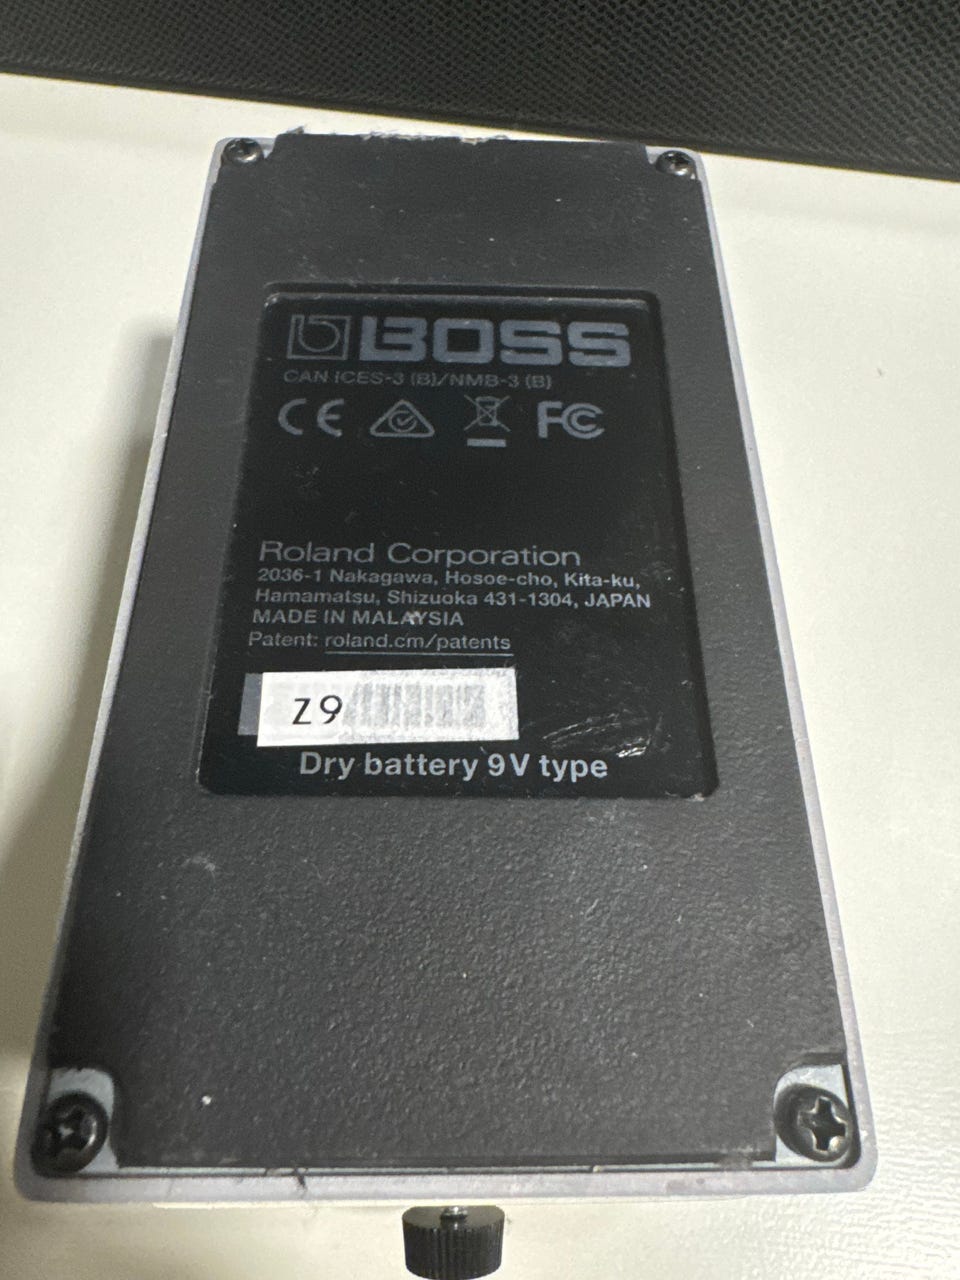 BOSS
CAN ICES-3 (B)/NMB-3 (B)
CE FC
Roland Corporation
2036-1 Nakagawa, Hosoe-cho, Kita-ku,
Hamamatsu, Shizuoka 431-1304, JAPAN
MADE IN MALAYSIA
Patent: roland.cm/patents
Z9
Dry battery 9V type